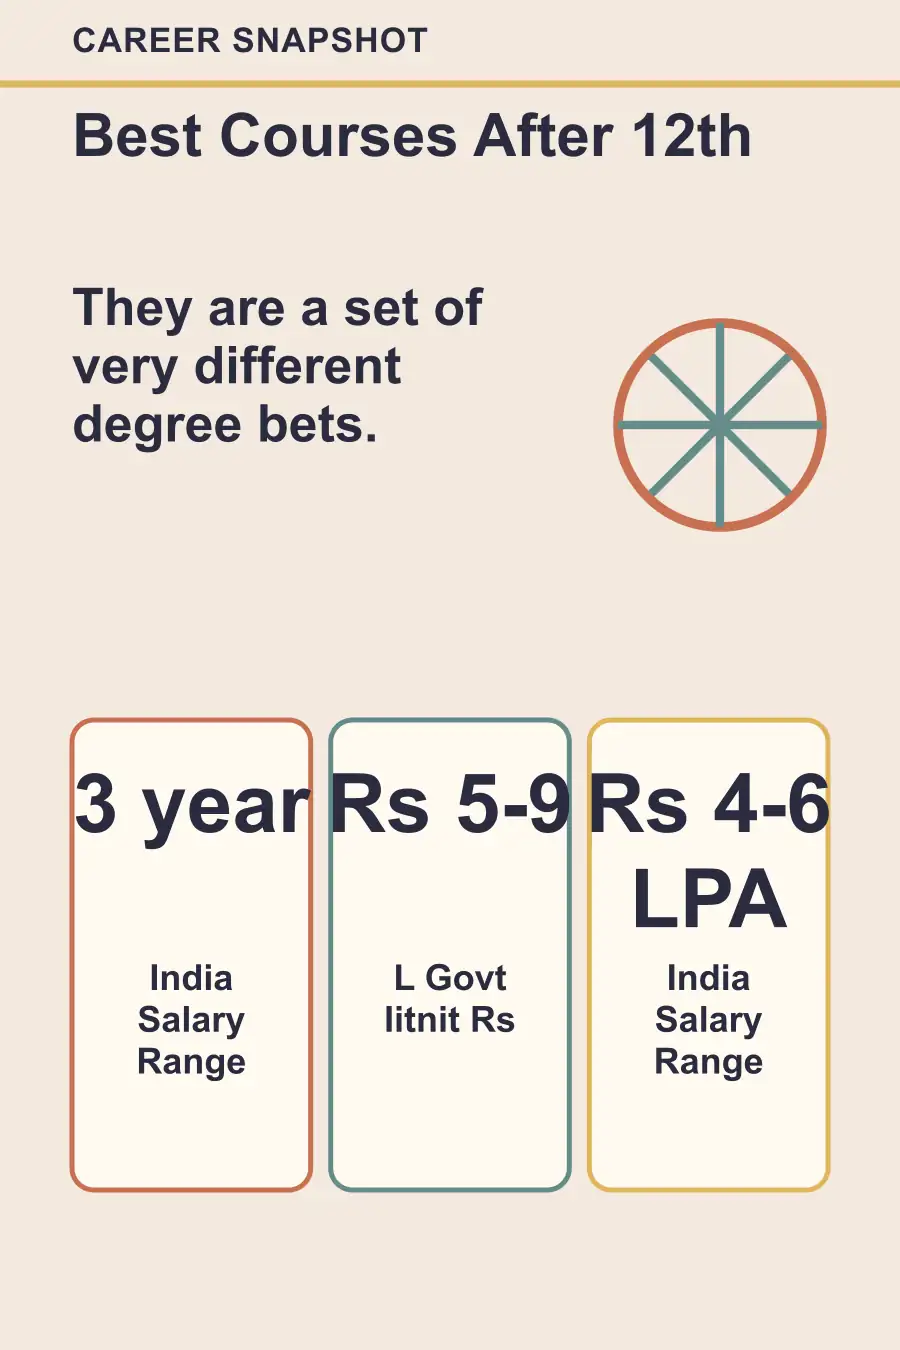 CAREER SNAPSHOT
Best Courses After 12th
They are a set of
very different
degree bets.
3 year
India
Salary
Range
Rs 5-9
L Govt
Iitnit Rs
Rs 4-6
LPA
India
Salary
Range